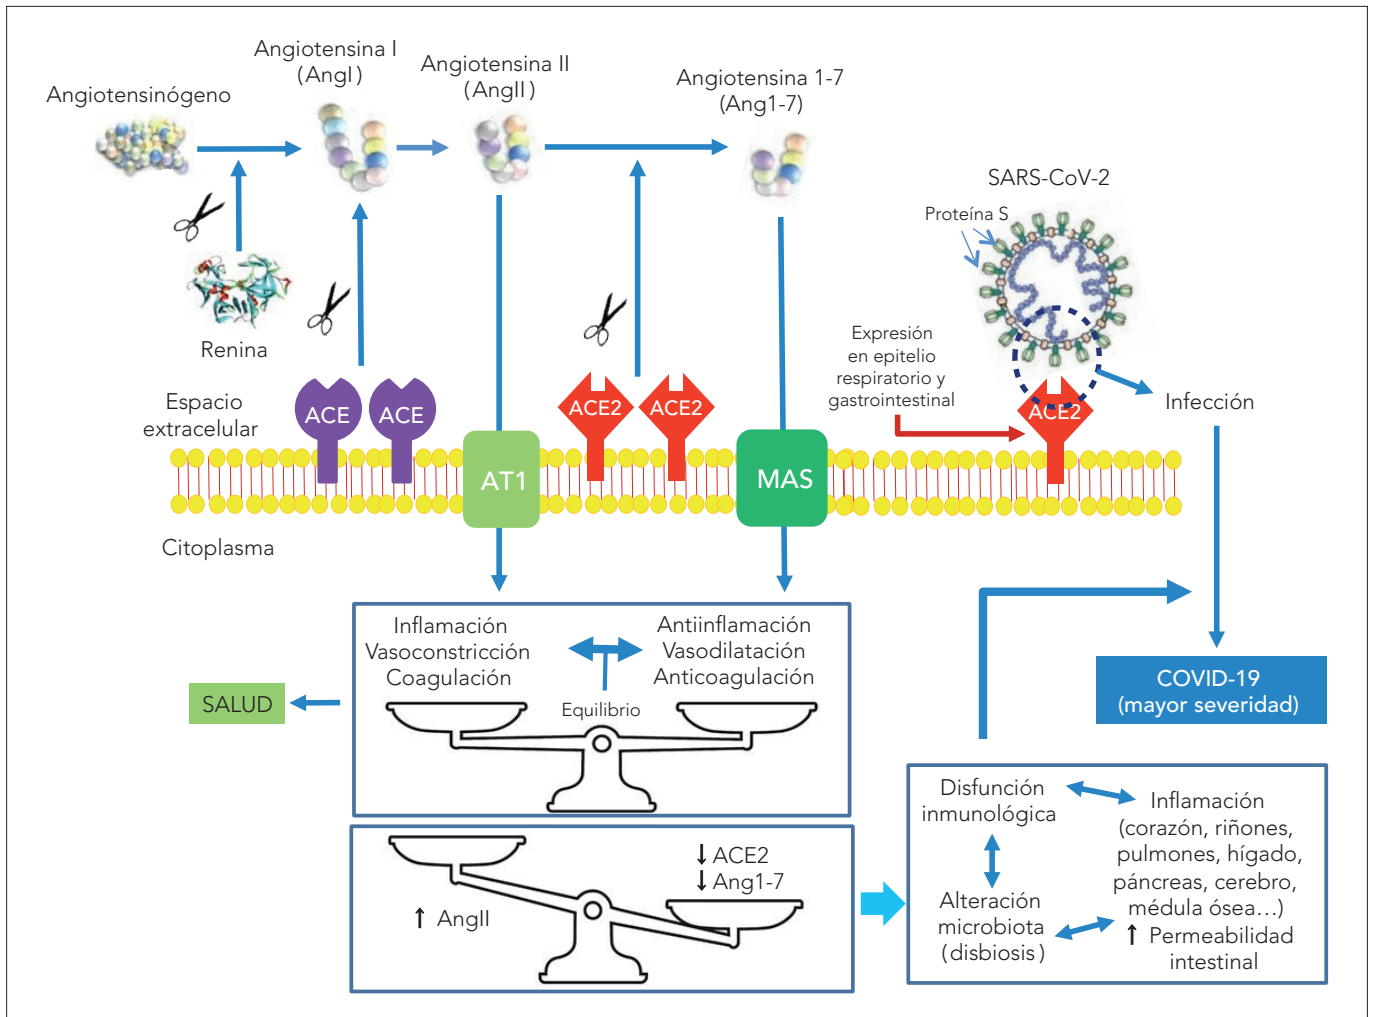 Angiotensinógeno
Angiotensina I
(AngI)
Angiotensina II
(AngII)
Angiotensina 1-7
(Ang1-7)
SARS-CoV-2
Proteína S
Renina
Expresión
en epitelio
respiratorio y
gastrointestinal
Espacio
extracelular
ACE
ACE
ACE2
ACE2
ACE2
Infección
AT1
MAS
Citoplasma
Inflamación
Vasoconstricción
Coagulación
Antiinflamación
Vasodilatación
Anticoagulación
Equilibrio
SALUD
COVID-19
(mayor severidad)
↑ AngII
↓ ACE2
↓ Ang1-7
Disfunción
inmunológica
Alteración
microbiota
(disbiosis)
Inflamación
(corazón, riñones,
pulmones, hígado,
páncreas, cerebro,
médula ósea...)
↑ Permeabilidad
intestinal